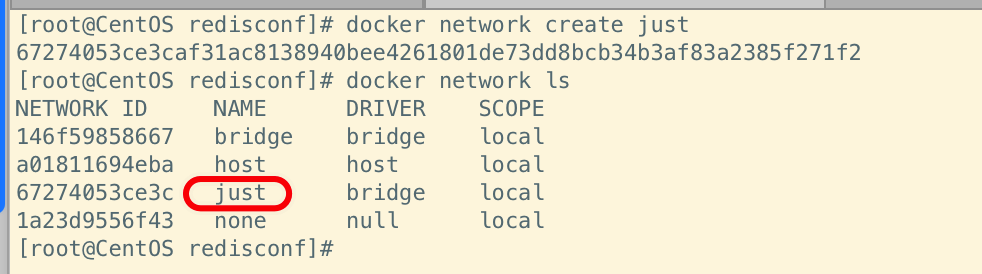 [root@CentOS redisconf]# docker network create just
67274053ce3caf31ac8138940bee4261801de73dd8bcb34b3af83a2385f271f2
[root@CentOS redisconf]# docker network ls
NETWORK ID     NAME      DRIVER    SCOPE
146f59858667   bridge    bridge    local
a01811694eba   host      host      local
67274053ce3c   just      bridge    local
1a23d9556f43   none      null      local
[root@CentOS redisconf]#